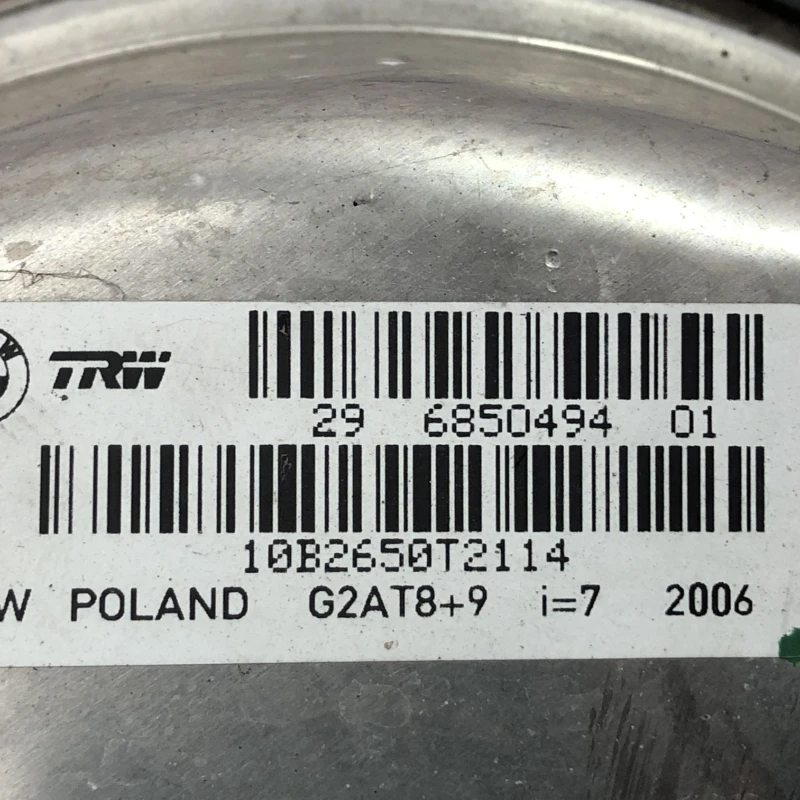 TRW
29 6850494 01
10B2650T2114
W POLAND G2AT8+9 i=7 2006